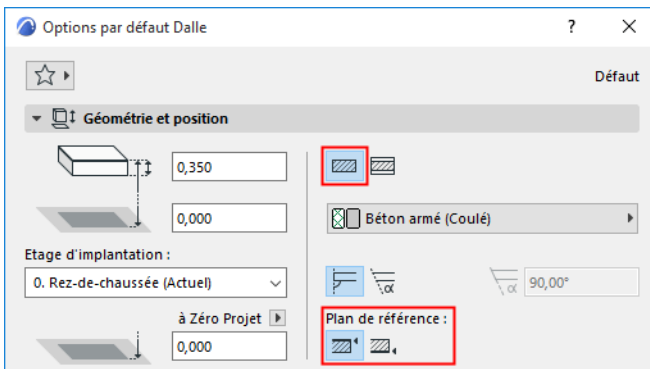 Options par défaut Dalle
Défaut
Géométrie et position
0,350
0,000
Béton armé (Coulé)
Etage d'implantation :
0. Rez-de-chaussée (Actuel)
α
α
90,00°
à Zéro Projet
Plan de référence :
0,000